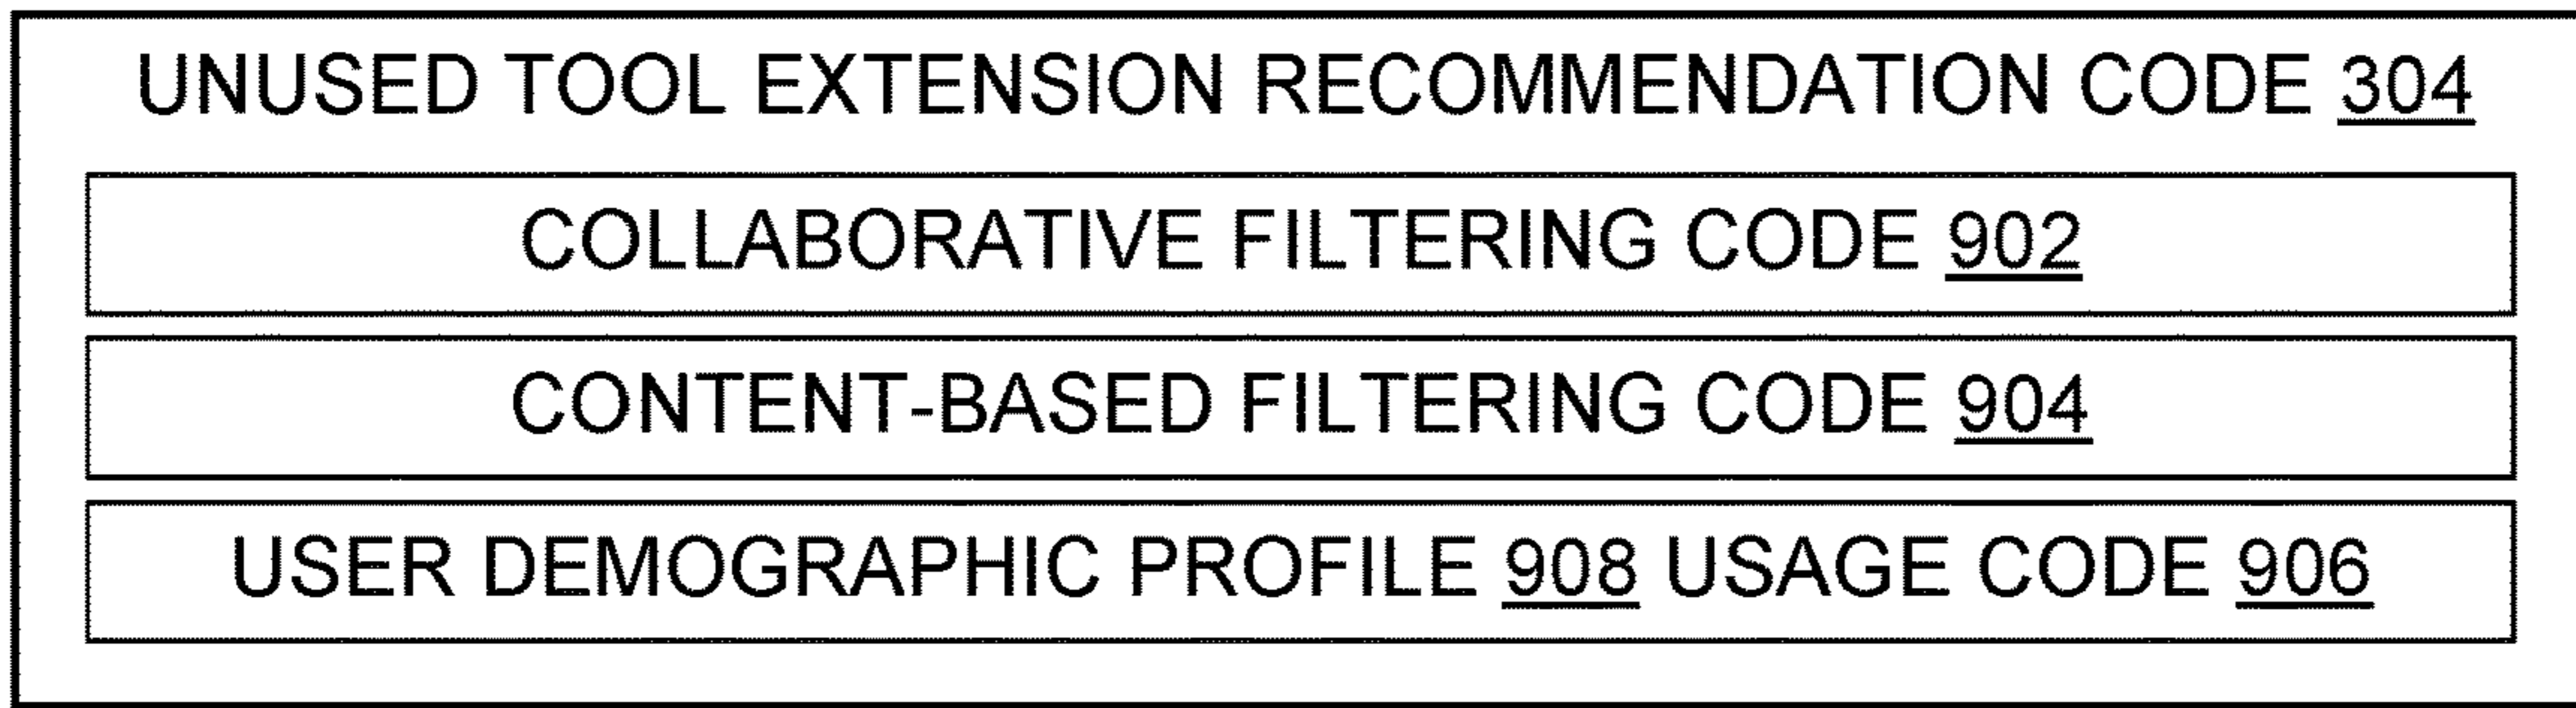 UNUSED TOOL EXTENSION RECOMMENDATION CODE 304
COLLABORATIVE FILTERING CODE 902
CONTENT-BASED FILTERING CODE 904
USER DEMOGRAPHIC PROFILE 908 USAGE CODE 906